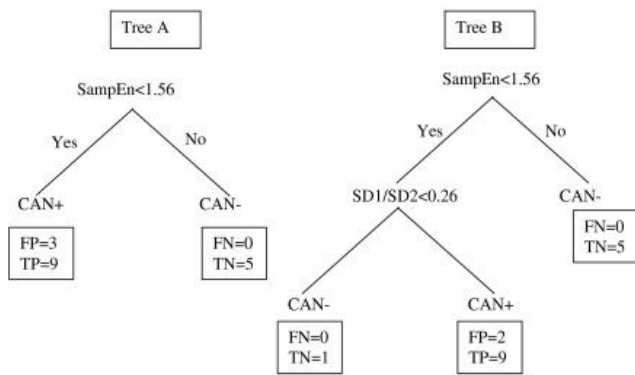 Tree A
SampEn<1.56
Yes
No
CAN+
CAN-
FP=3
TP=9
FN=0
TN=5
Tree B
SampEn<1.56
Yes
No
SD1/SD2<0.26
CAN-
FN=0
TN=5
CAN-
CAN+
FN=0
TN=1
FP=2
TP=9